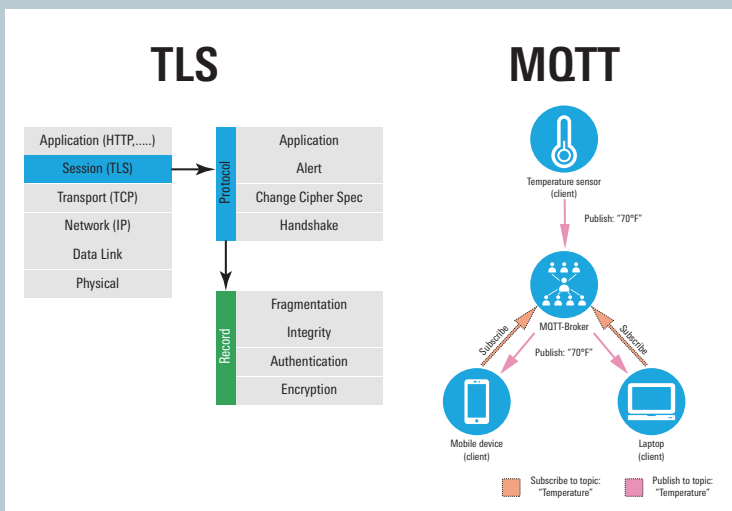 TLS
MQTT
Application (HTTP,.....)
Session (TLS)
Transport (TCP)
Network (IP)
Data Link
Physical
Protocol
Application
Alert
Change Cipher Spec
Handshake
Record
Fragmentation
Integrity
Authentication
Encryption
Temperature sensor
(client)
Publish: "70°F"
MQTT-Broker
Subscribe
Subscribe
Publish: "70°F"
Mobile device
(client)
Laptop
(client)
Subscribe to topic:
"Temperature"
Publish to topic:
"Temperature"